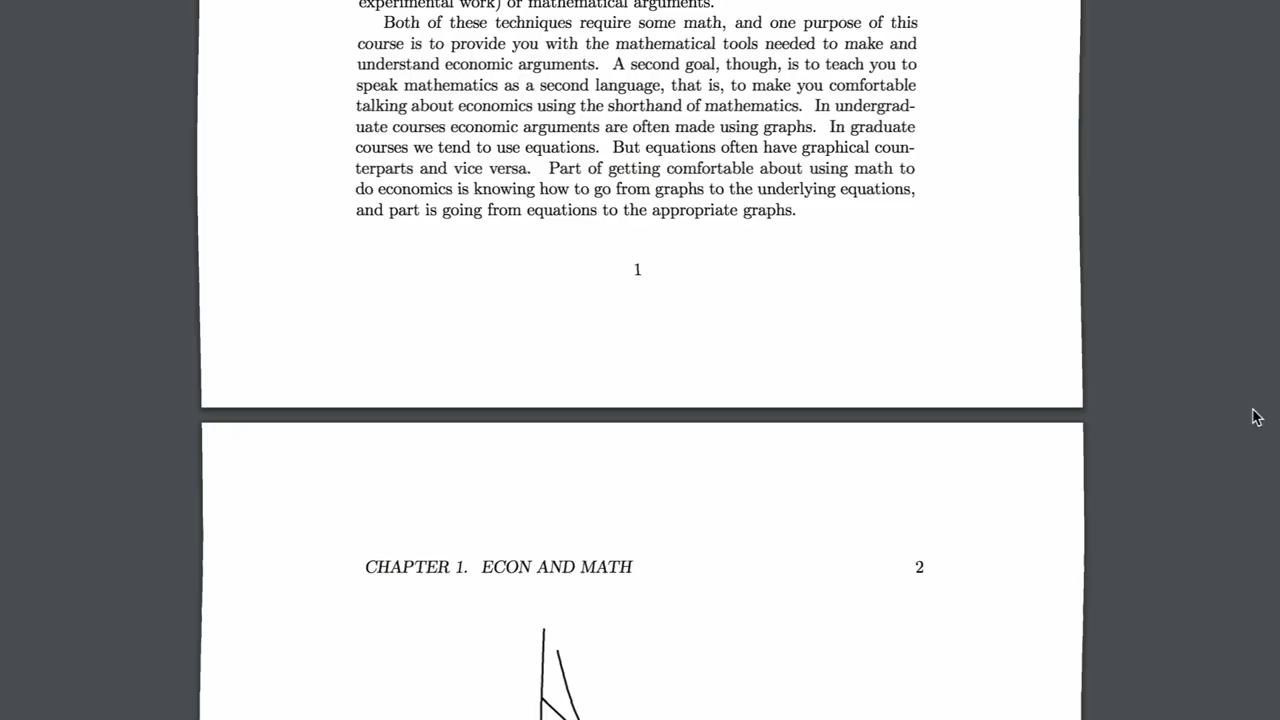 experimental work) or mathematical arguments.
Both of these techniques require some math, and one purpose of this
course is to provide you with the mathematical tools needed to make and
understand economic arguments. A second goal, though, is to teach you to
speak mathematics as a second language, that is, to make you comfortable
talking about economics using the shorthand of mathematics. In undergrad-
uate courses economic arguments are often made using graphs. In graduate
courses we tend to use equations. But equations often have graphical coun-
terparts and vice versa. Part of getting comfortable about using math to
do economics is knowing how to go from graphs to the underlying equations,
and part is going from equations to the appropriate graphs.
1
CHAPTER 1. ECON AND MATH 2